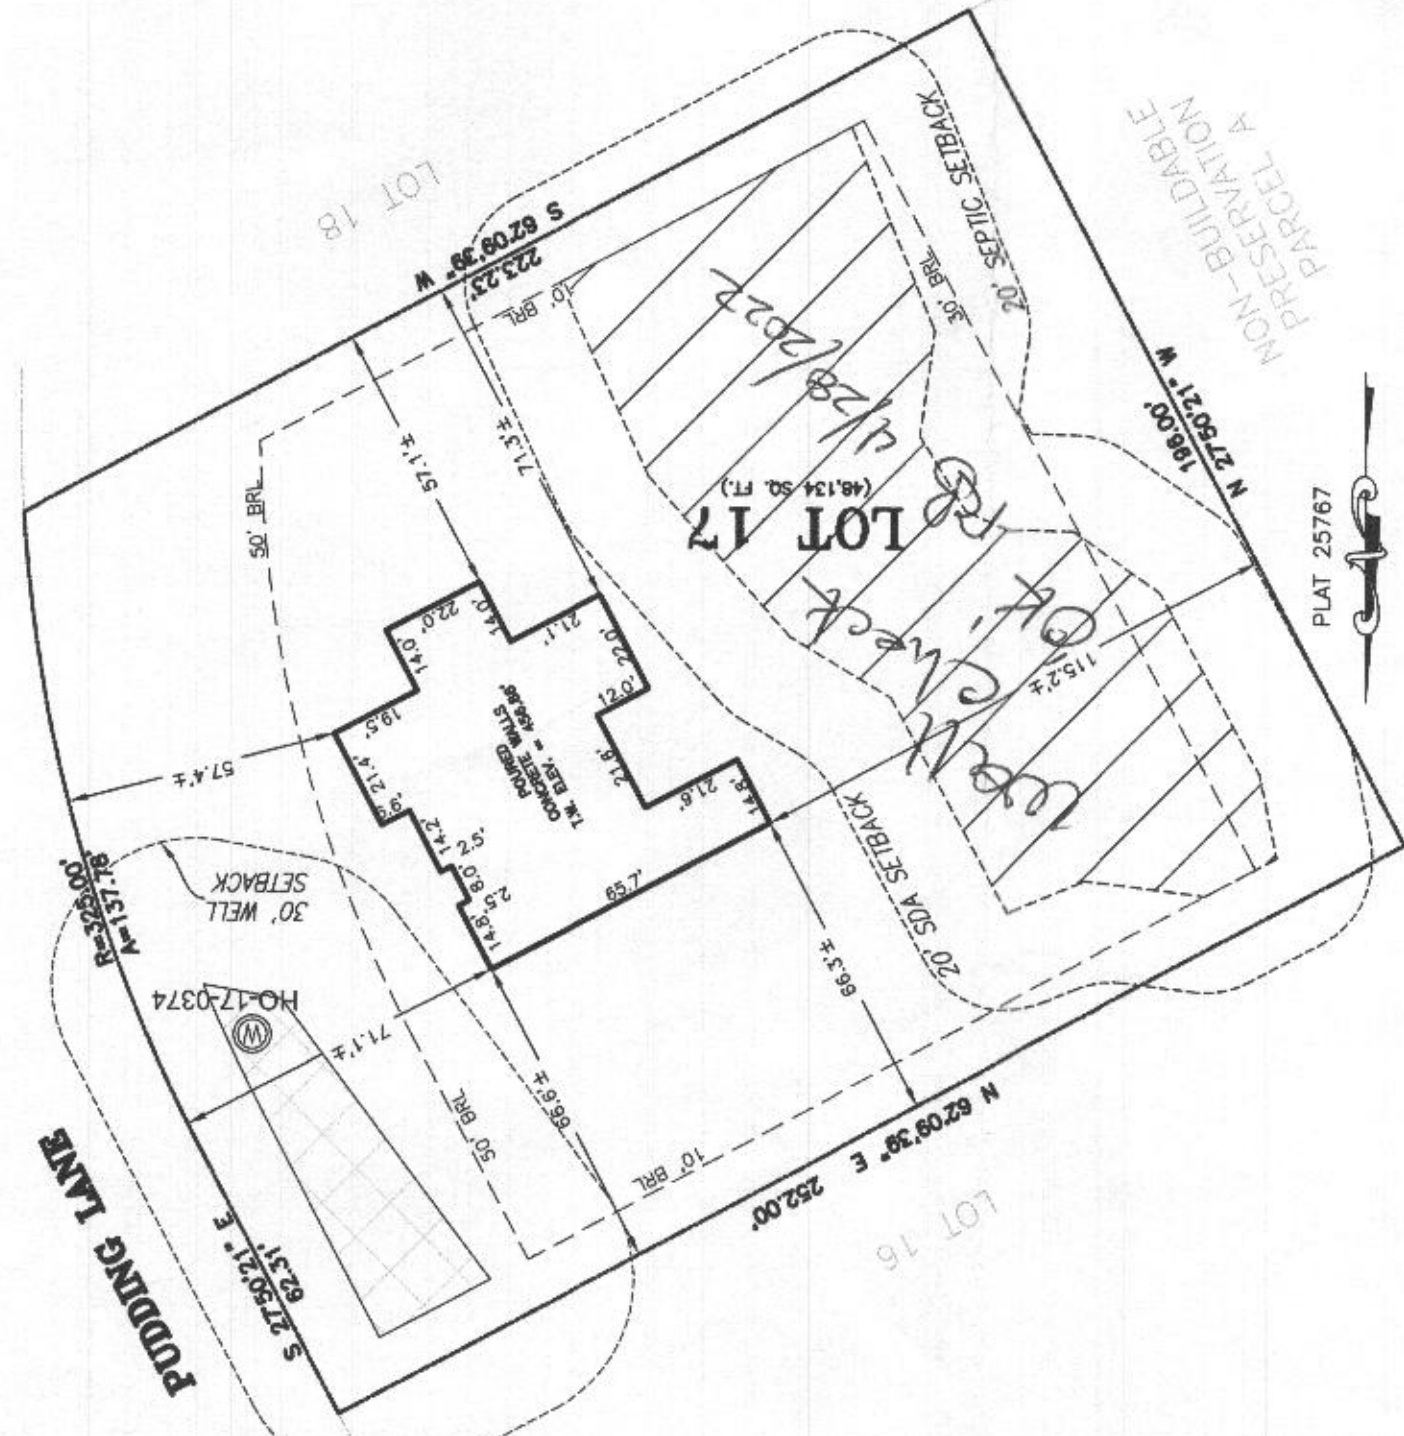 PUDDING LANE
R=325.00'
A=137.78'
S 27°50'21" E
62.31'
HO-17-0374
W
30' WELL
SETBACK
50' BRL
50' BRL
57.4'±
71.1'±
66.6'±
66.3'±
57.1'±
71.3'±
115.2'±
LOT 18
S 62°09'39" W
223.23'
10'
BRL
POURED
CONCRETE WALLS
T.W. ELEV. = 456.86'
19.5'
14.0'
22.0'
14.0'
21.1'
22.0'
12.0'
21.6'
21.6'
14.8'
65.7'
14.8'
2.5'
8.0'
2.5'
14.2'
21.4'
LOT 17
(48,134 SQ. FT.)
Wall Check
OK
4/28/2022
20' SDA SETBACK
20' SEPTIC SETBACK
30' BRL
10' BRL
252.00'
N 62°09'39" E
LOT 16
196.00'
N 27°50'21" W
NON-BUILDABLE
PRESERVATION
PARCEL A
PLAT 25767